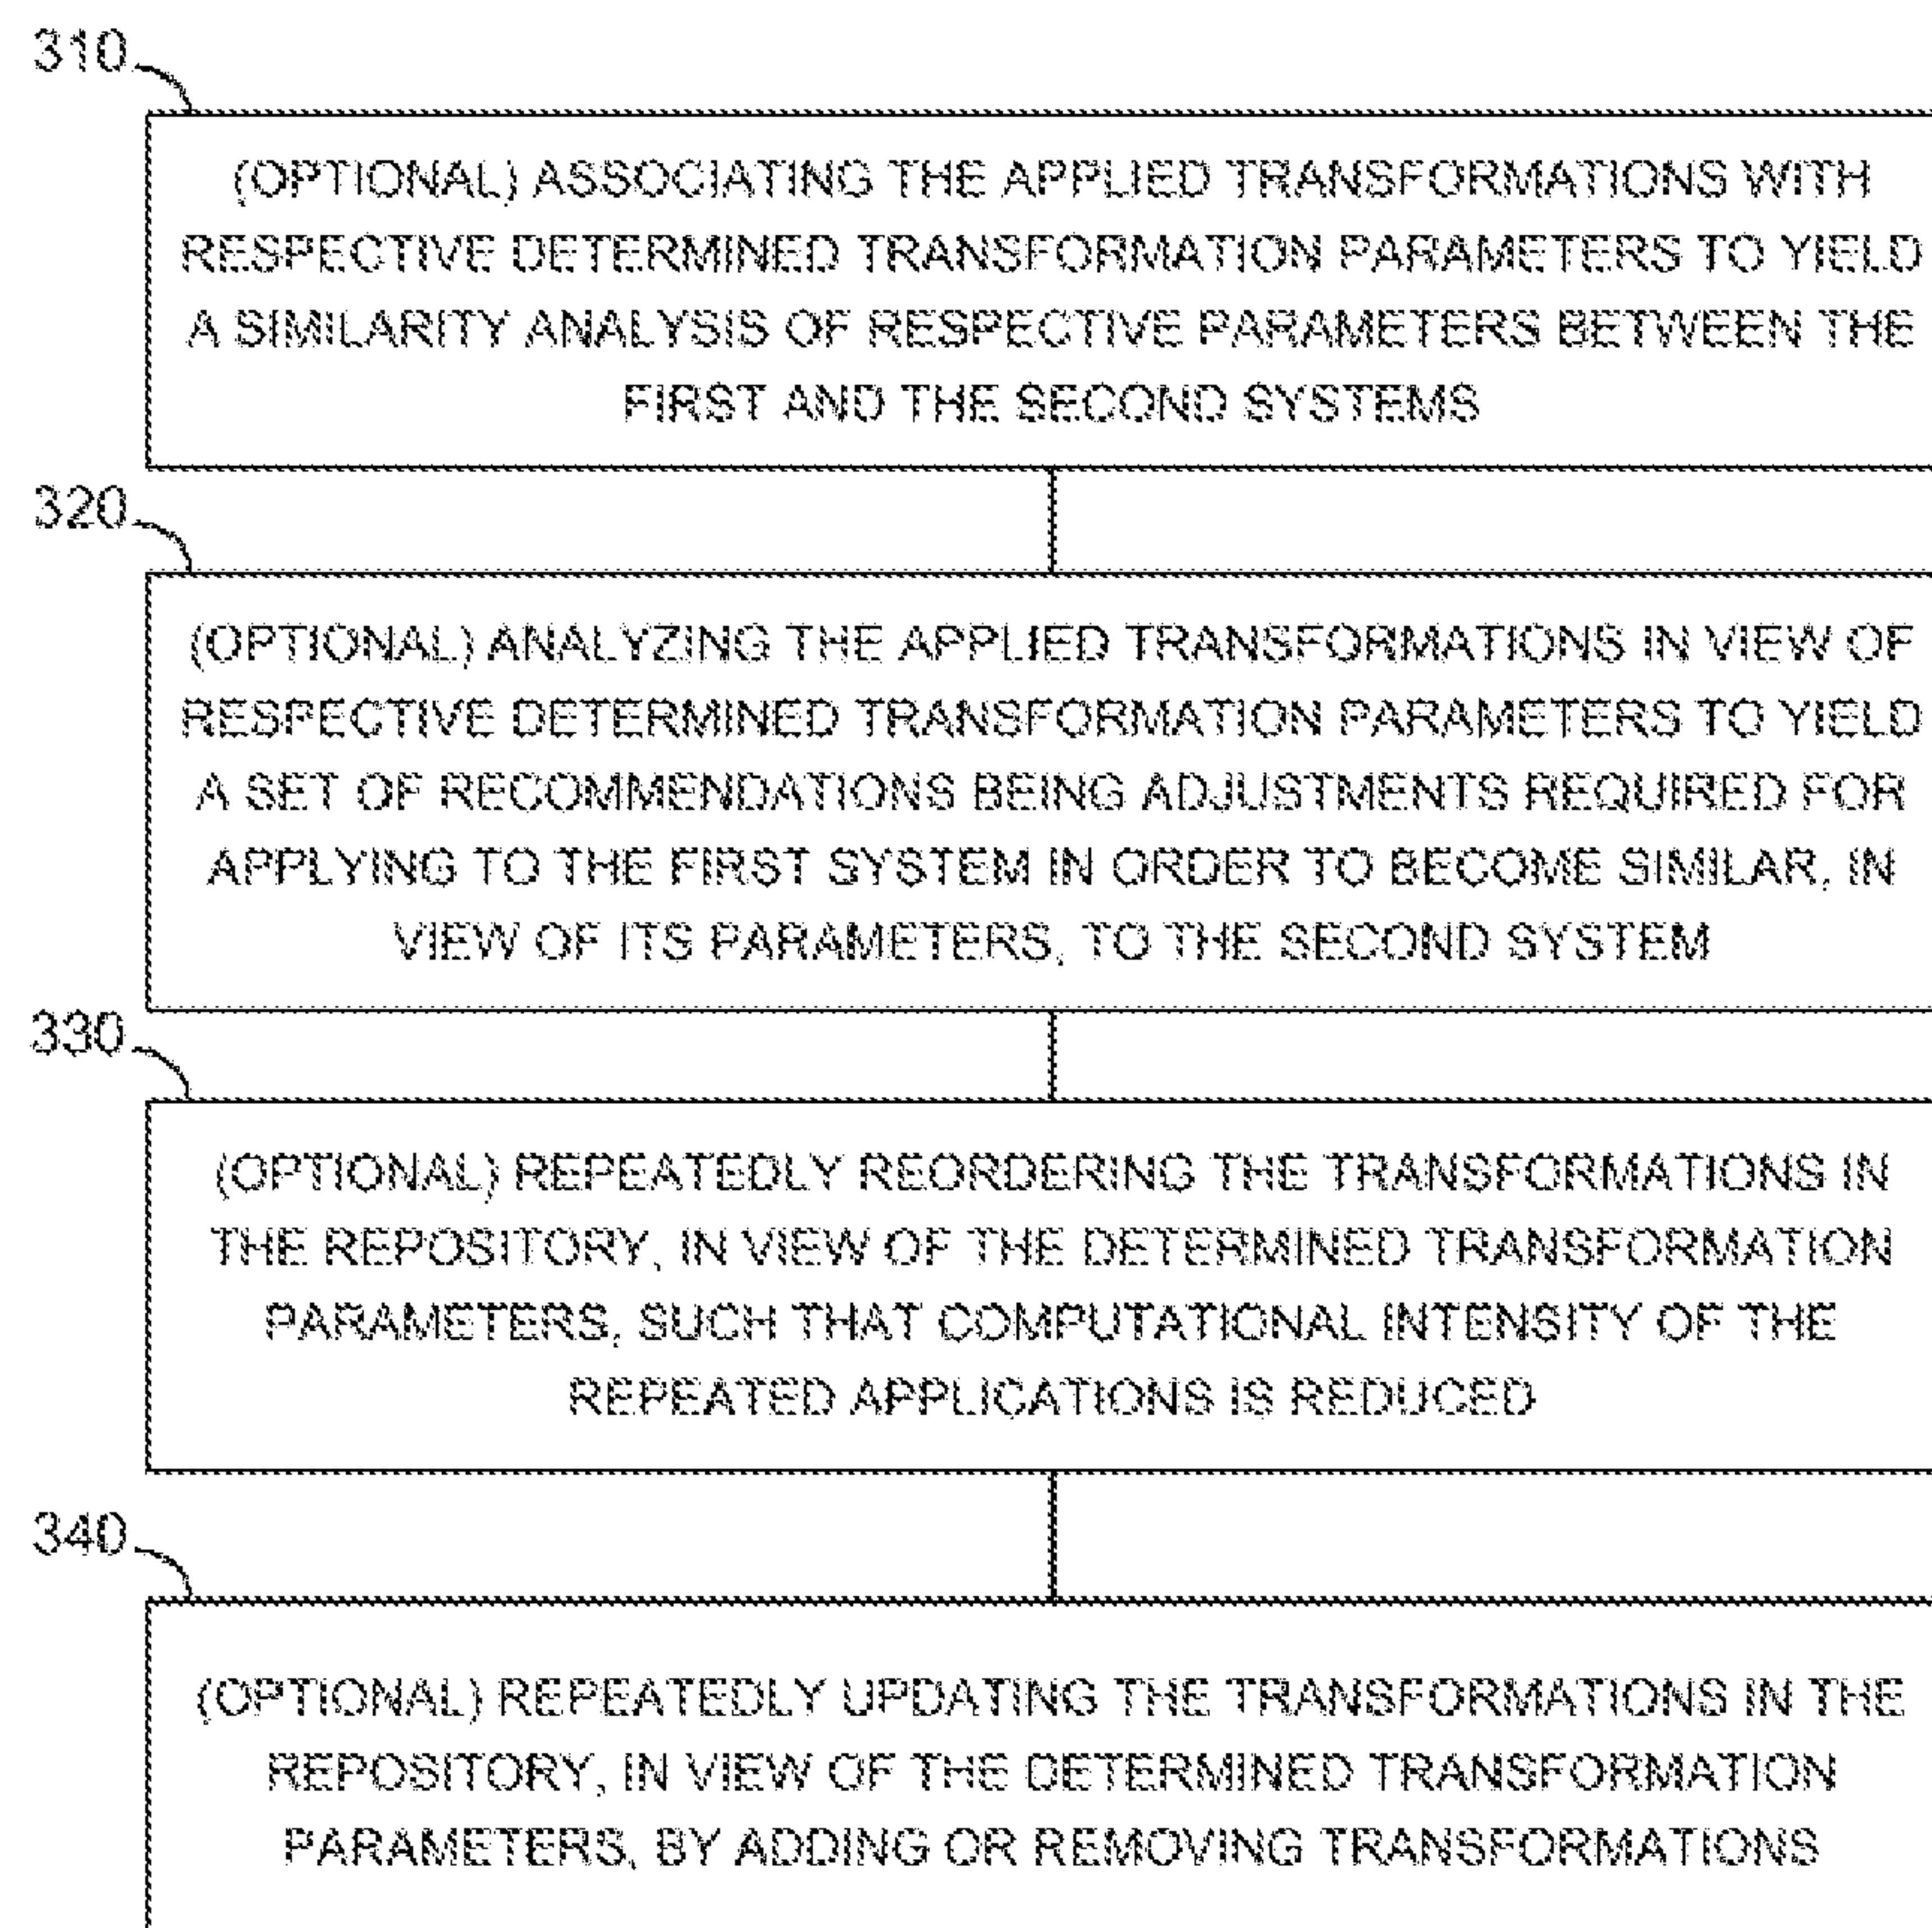 310
(OPTIONAL) ASSOCIATING THE APPLIED TRANSFORMATIONS WITH
RESPECTIVE DETERMINED TRANSFORMATION PARAMETERS TO YIELD
A SIMILARITY ANALYSIS OF RESPECTIVE PARAMETERS BETWEEN THE
FIRST AND THE SECOND SYSTEMS
320
(OPTIONAL) ANALYZING THE APPLIED TRANSFORMATIONS IN VIEW OF
RESPECTIVE DETERMINED TRANSFORMATION PARAMETERS TO YIELD
A SET OF RECOMMENDATIONS BEING ADJUSTMENTS REQUIRED FOR
APPLYING TO THE FIRST SYSTEM IN ORDER TO BECOME SIMILAR, IN
VIEW OF ITS PARAMETERS, TO THE SECOND SYSTEM
330
(OPTIONAL) REPEATEDLY REORDERING THE TRANSFORMATIONS IN
THE REPOSITORY, IN VIEW OF THE DETERMINED TRANSFORMATION
PARAMETERS, SUCH THAT COMPUTATIONAL INTENSITY OF THE
REPEATED APPLICATIONS IS REDUCED
340
(OPTIONAL) REPEATEDLY UPDATING THE TRANSFORMATIONS IN THE
REPOSITORY, IN VIEW OF THE DETERMINED TRANSFORMATION
PARAMETERS, BY ADDING OR REMOVING TRANSFORMATIONS